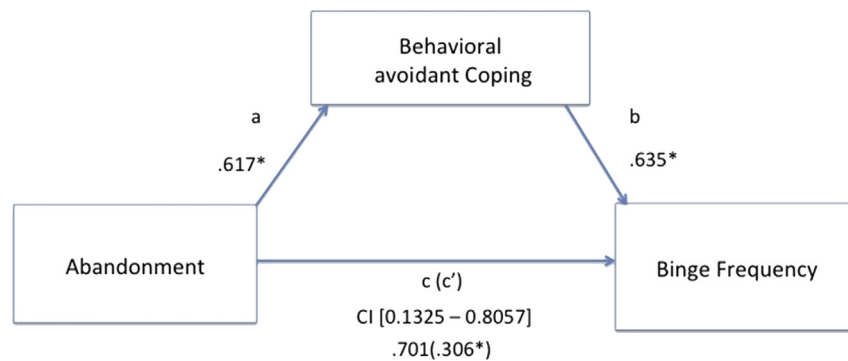 Behavioral
avoidant Coping
a
b
.617*
.635*
Abandonment
Binge Frequency
c (c’)
CI [0.1325 – 0.8057]
.701(.306*)